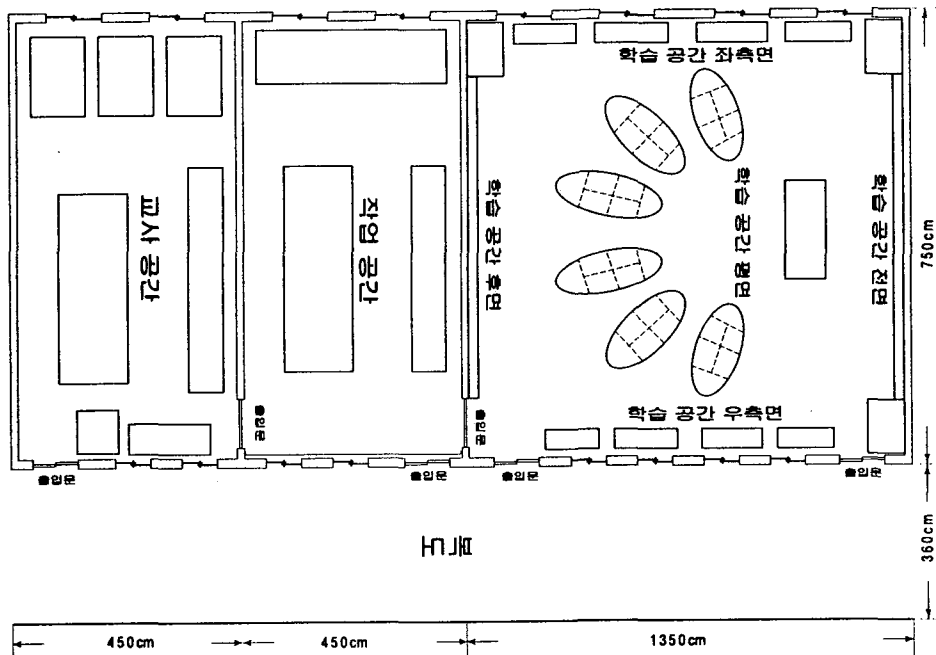 학습 공간 좌측면
교사 공간
작업 공간
학습 공간 후면
학습 공간 평면
학습 공간 전면
750cm
학습 공간 우측면
출입문
출입문
출입문
출입문
출입문
출입문
복도
360cm
450cm
450cm
1350cm